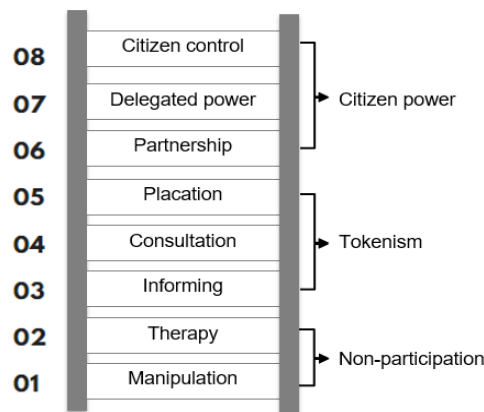 08 Citizen control
07 Delegated power Citizen power
06 Partnership
05 Placation
04 Consultation Tokenism
03 Informing
02 Therapy
Non-participation
01 Manipulation